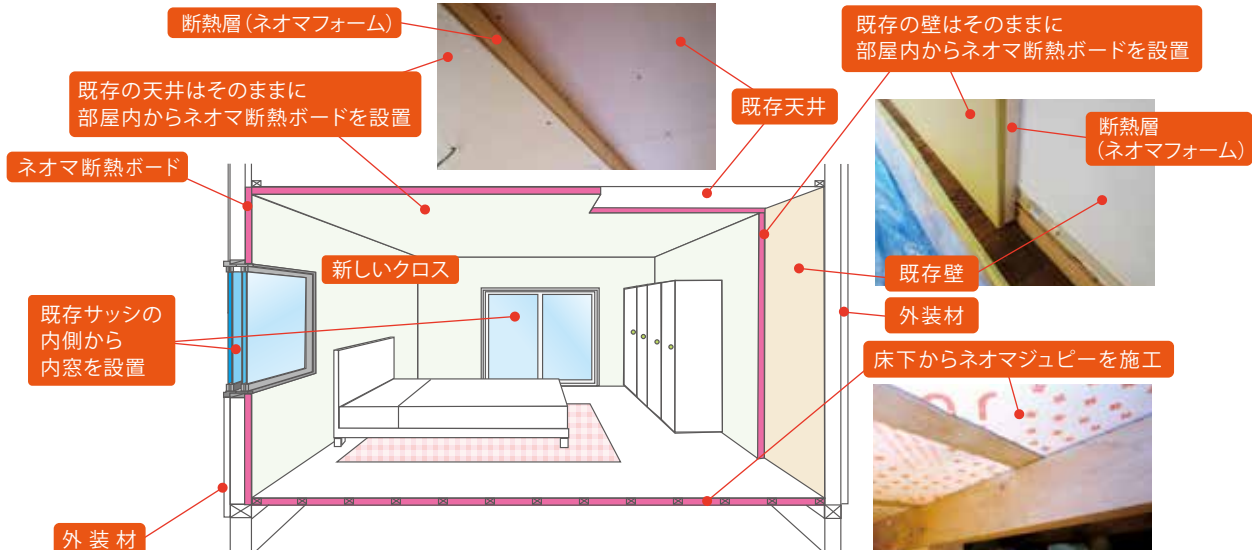 断熱層（ネオマフォーム）
既存の天井はそのままに
部屋内からネオマ断熱ボードを設置
ネオマ断熱ボード
既存天井
既存の壁はそのままに
部屋内からネオマ断熱ボードを設置
断熱層
（ネオマフォーム）
新しいクロス
既存壁
外装材
既存サッシの
内側から
内窓を設置
床下からネオマジュピーを施工
外装材